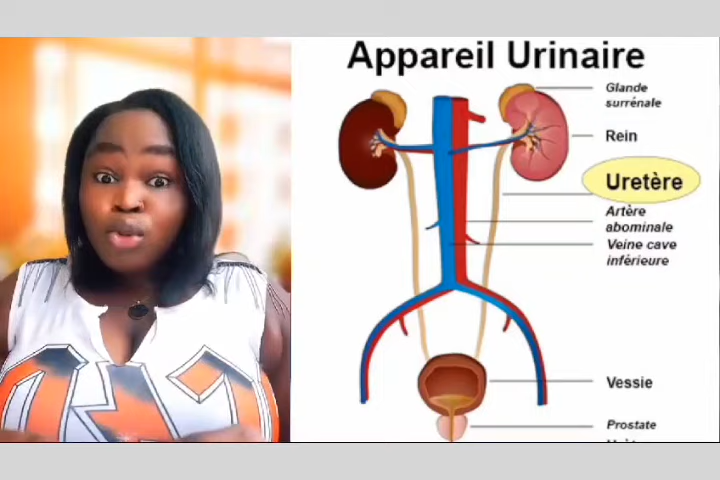 Appareil Urinaire
Glande
surrénale
Rein
Uretère
Artère
abominale
Veine cave
inférieure
Vessie
Prostate